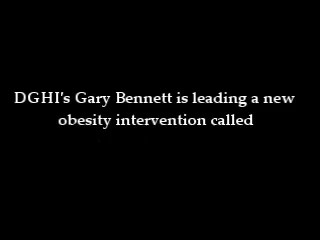 DGHI's Gary Bennett is leading a new
obesity intervention called